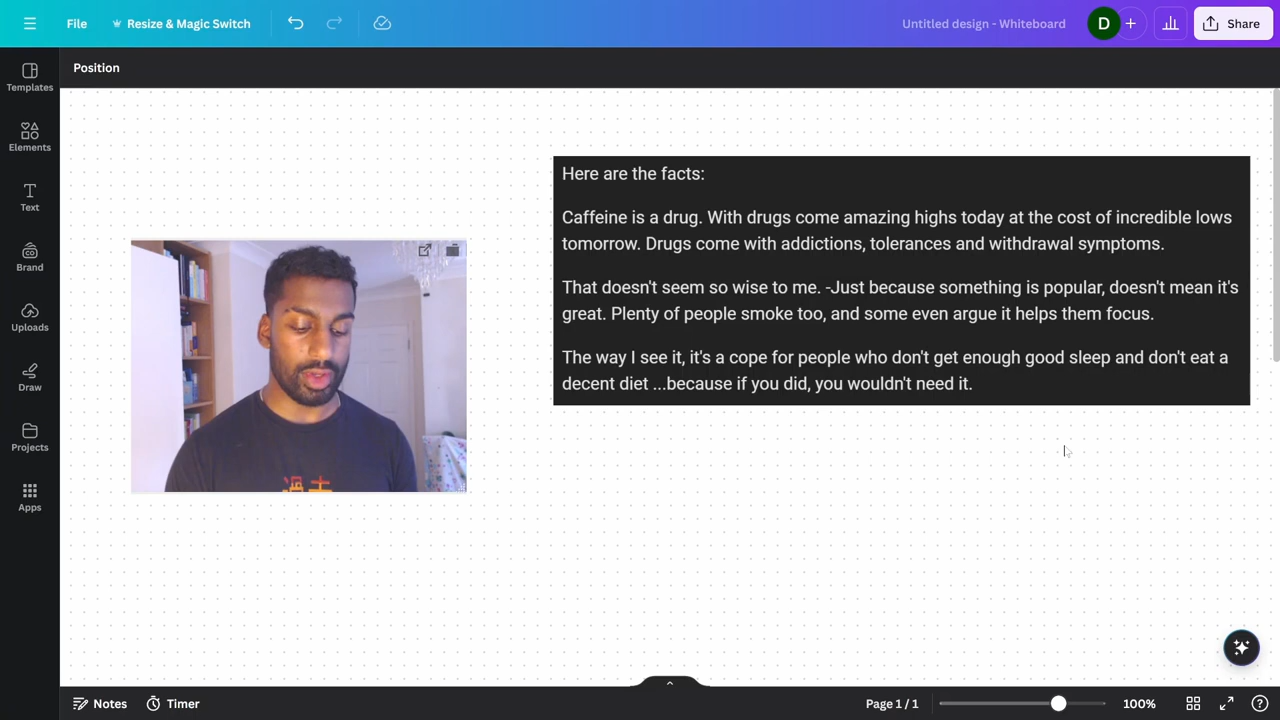 File
Resize & Magic Switch
Untitled design - Whiteboard
D
+
Share
Templates
Elements
Text
Brand
Uploads
Draw
Projects
Apps
Position
Here are the facts:
Caffeine is a drug. With drugs come amazing highs today at the cost of incredible lows
tomorrow. Drugs come with addictions, tolerances and withdrawal symptoms.
That doesn't seem so wise to me. -Just because something is popular, doesn't mean it's
great. Plenty of people smoke too, and some even argue it helps them focus.
The way I see it, it's a cope for people who don't get enough good sleep and don't eat a
decent diet ...because if you did, you wouldn't need it.
過去
Notes
Timer
Page 1 / 1
100%
?